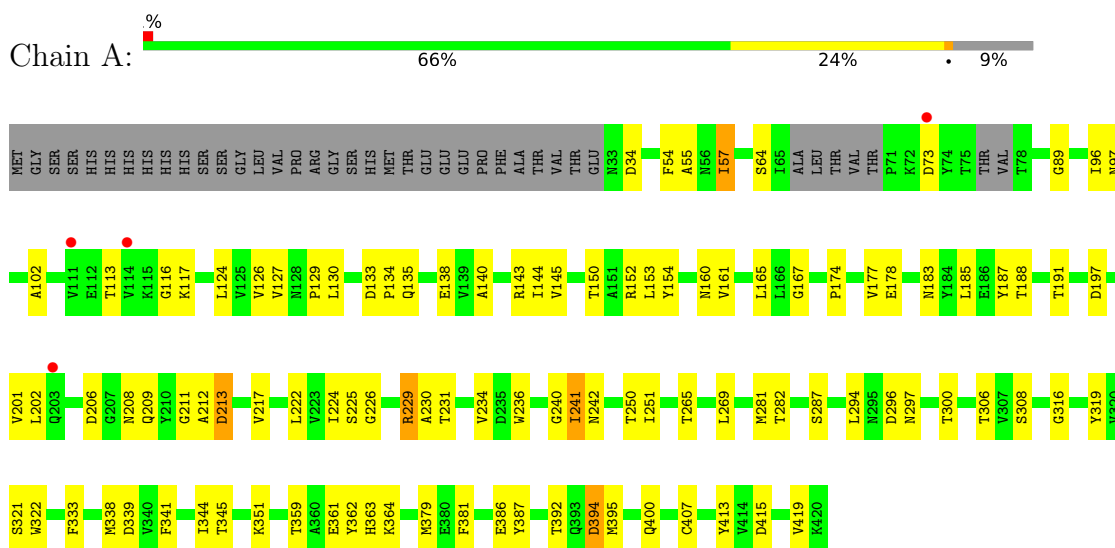 .%
Chain A:
66% 24% • 9%
MET GLY SER SER HIS HIS HIS HIS HIS HIS SER SER GLY LEU VAL PRO ARG GLY SER HIS MET THR GLU GLU GLU PRO PHE ALA THR VAL THR GLU N33 D34 F54 A55 N56 I57 S64 I65 ALA LEU THR VAL THR P71 K72 D73 Y74 T75 THR VAL T78 G89 I96 N97
A102 V111 E112 T113 V114 K115 G116 K117 L124 V125 V126 V127 N128 P129 L130 D133 P134 Q135 E138 V139 A140 R143 I144 V145 T150 A151 R152 L153 Y154 N160 V161 L165 L166 G167 P174 V177 E178 N183 Y184 L185 E186 Y187 T188 T191 D197
V201 L202 Q203 D206 G207 N208 Q209 Y210 G211 A212 D213 V217 L222 V223 I224 S225 G226 R229 A230 T231 V234 D235 W236 G240 I241 N242 T250 I251 T265 L269 M281 T282 S287 L294 N295 D296 N297 T300 T306 V307 S308 G316 Y319 V320
S321 W322 F333 M338 D339 V340 F341 I344 T345 K351 T359 A360 E361 Y362 H363 K364 M379 E380 F381 E386 Y387 T392 Q393 D394 M395 Q400 C407 Y413 V414 D415 V419 K420